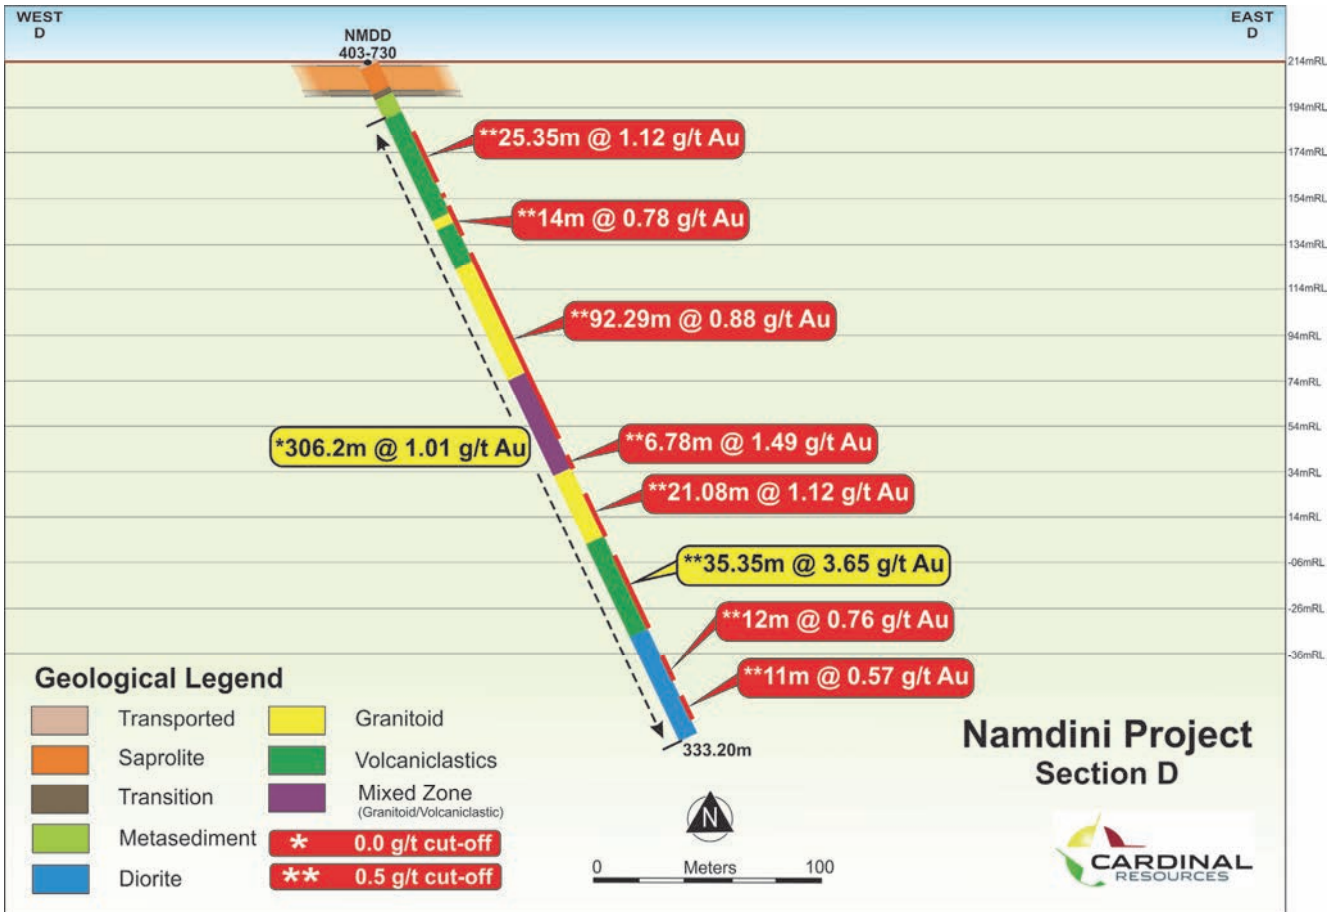 WEST
D
EAST
D
NMDD
403-730
214mRL
194mRL
174mRL
154mRL
134mRL
114mRL
94mRL
74mRL
54mRL
34mRL
14mRL
-06mRL
-26mRL
-36mRL
**25.35m @ 1.12 g/t Au
**14m @ 0.78 g/t Au
**92.29m @ 0.88 g/t Au
*306.2m @ 1.01 g/t Au
**6.78m @ 1.49 g/t Au
**21.08m @ 1.12 g/t Au
**35.35m @ 3.65 g/t Au
**12m @ 0.76 g/t Au
**11m @ 0.57 g/t Au
333.20m
Geological Legend
Transported
Saprolite
Transition
Metasediment
Diorite
Granitoid
Volcaniclastics
Mixed Zone
(Granitoid/Volcaniclastic)
* 0.0 g/t cut-off
** 0.5 g/t cut-off
N
0 Meters 100
Namdini Project
Section D
CARDINAL
RESOURCES